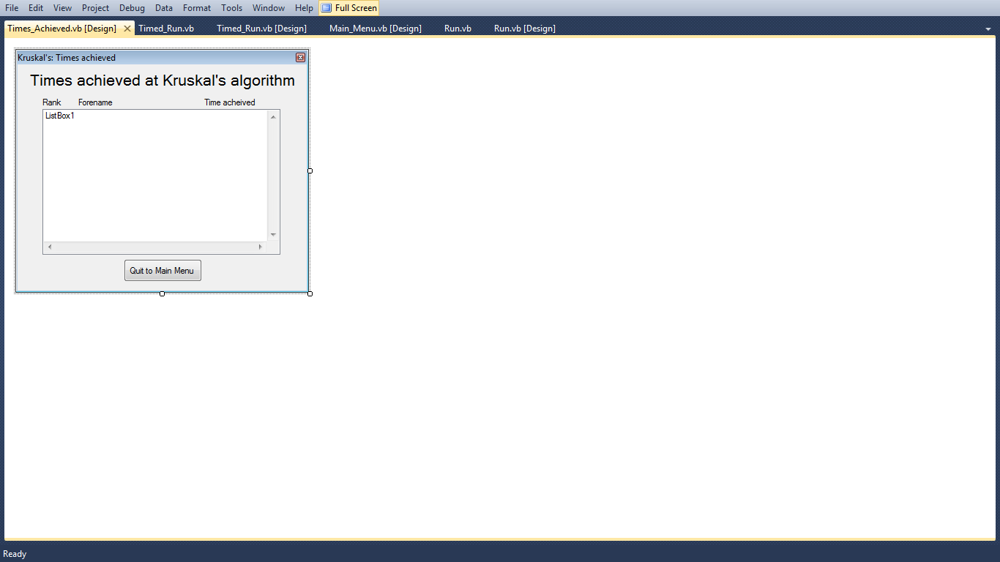 File Edit View Project Debug Data Format Tools Window Help Full Screen
Times_Achieved.vb [Design] Timed_Run.vb Timed_Run.vb [Design] Main_Menu.vb [Design] Run.vb Run.vb [Design]
Kruskal's: Times achieved
Times achieved at Kruskal's algorithm
Rank Forename Time acheived
ListBox1
Quit to Main Menu
Ready